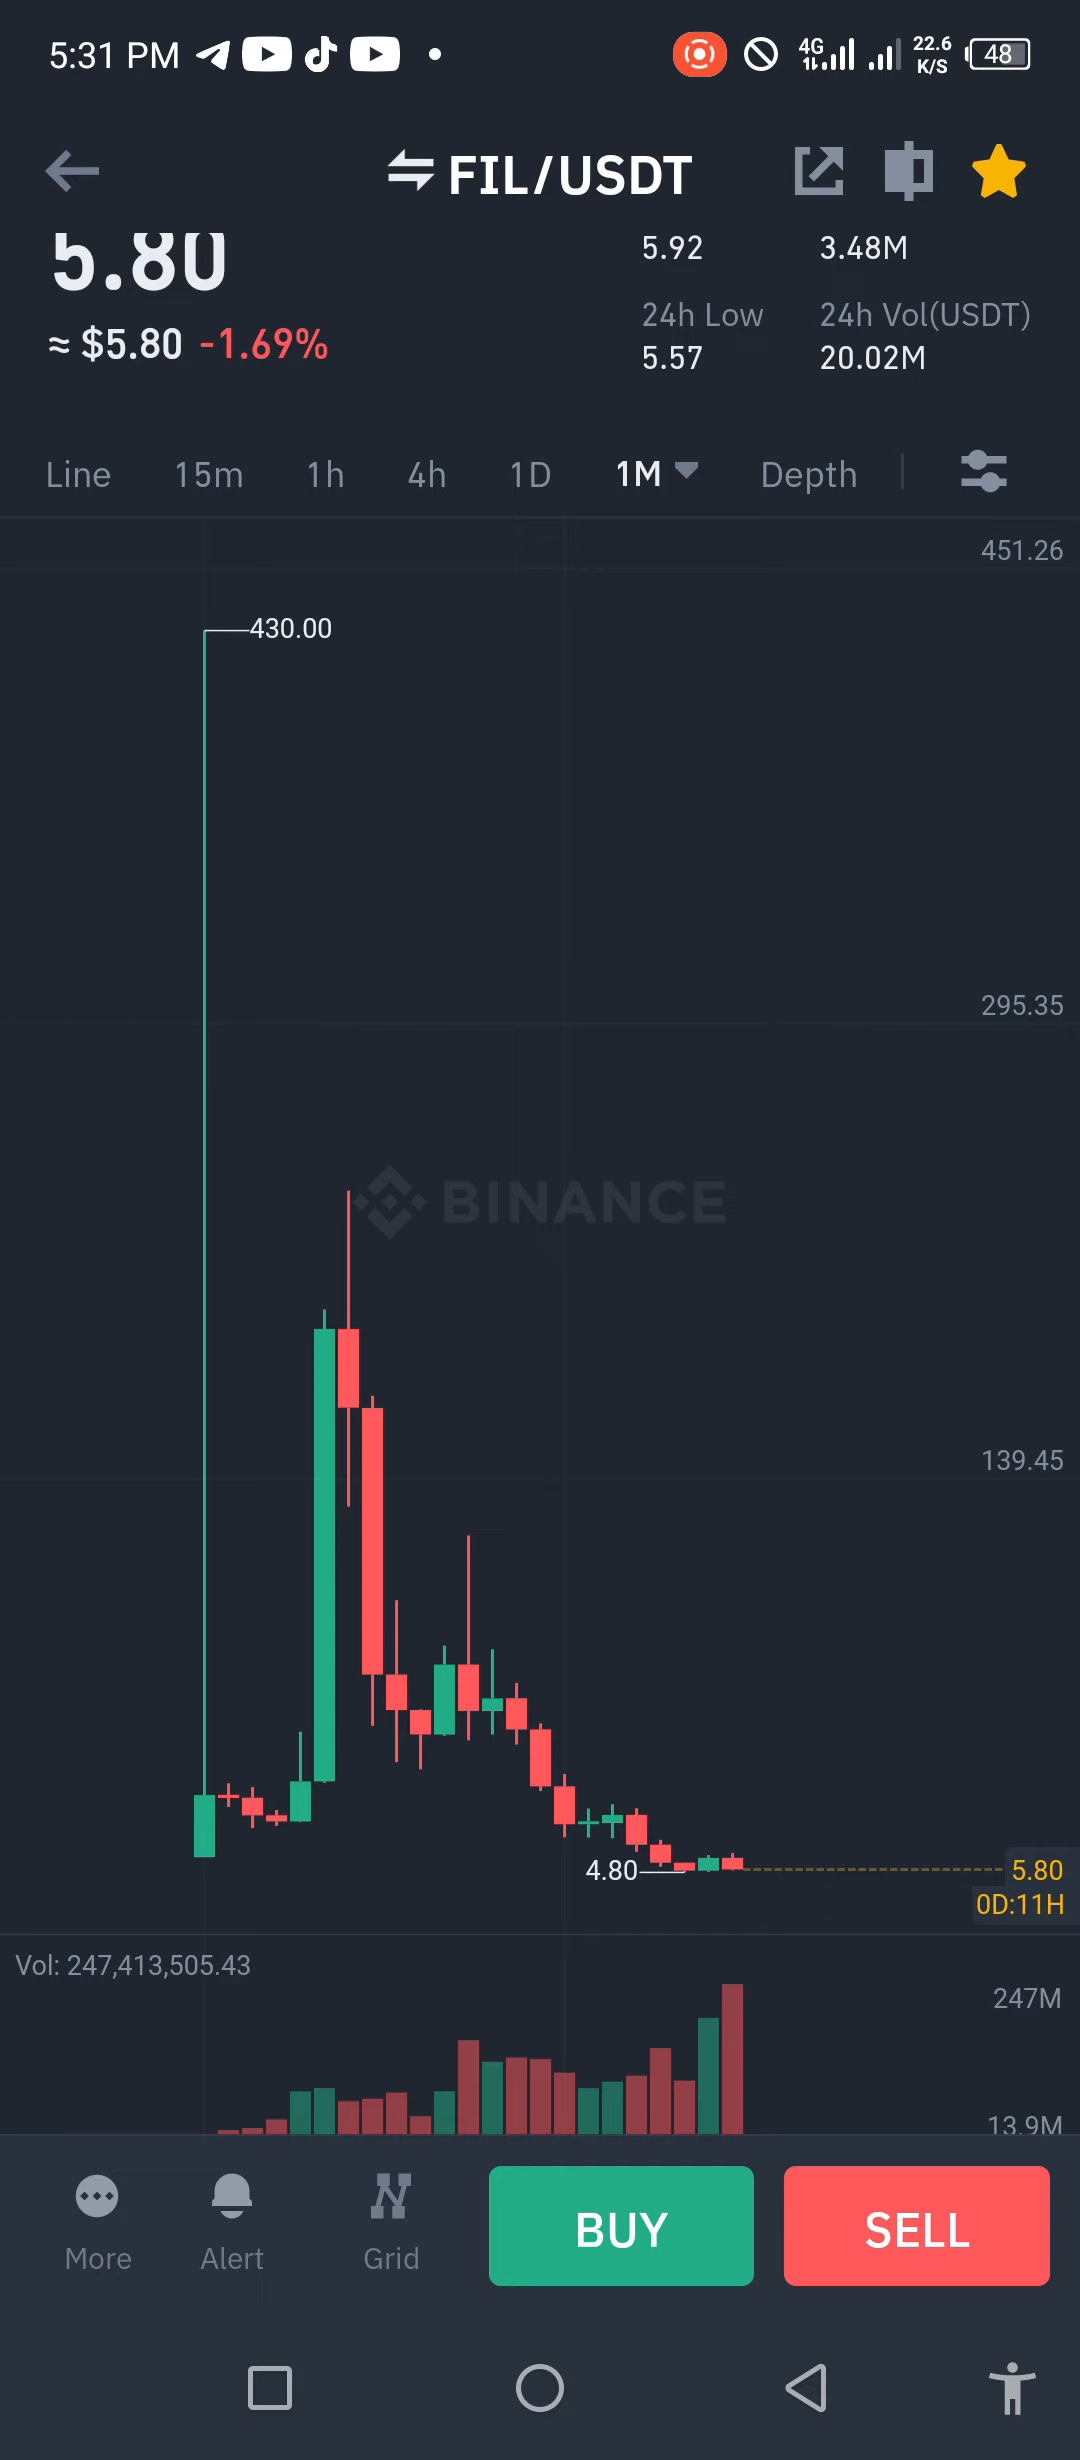 5:31 PM
4G
22.6
K/S
48
FIL/USDT
5.80
≈ $5.80 -1.69%
5.92 3.48M
24h Low 24h Vol(USDT)
5.57 20.02M
Line 15m 1h 4h 1D 1M Depth
451.26
430.00
295.35
BINANCE
139.45
4.80
5.80
0D:11H
Vol: 247,413,505.43
247M
13.9M
More Alert Grid BUY SELL